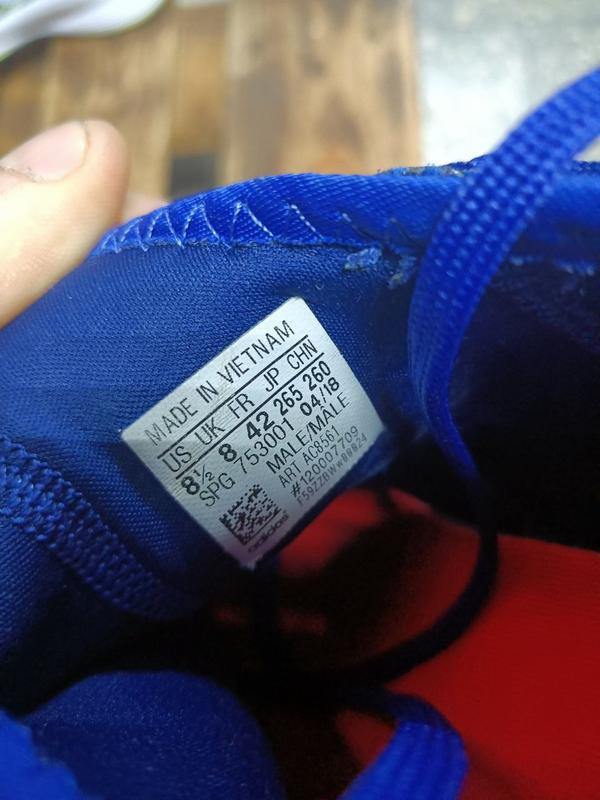 MADE IN VIETNAM
US UK FR JP CHN
8½ 8 42 265 260
SPG 753001 04/18
MALE/MÂLE
ART AC8561
#120007709
adidas